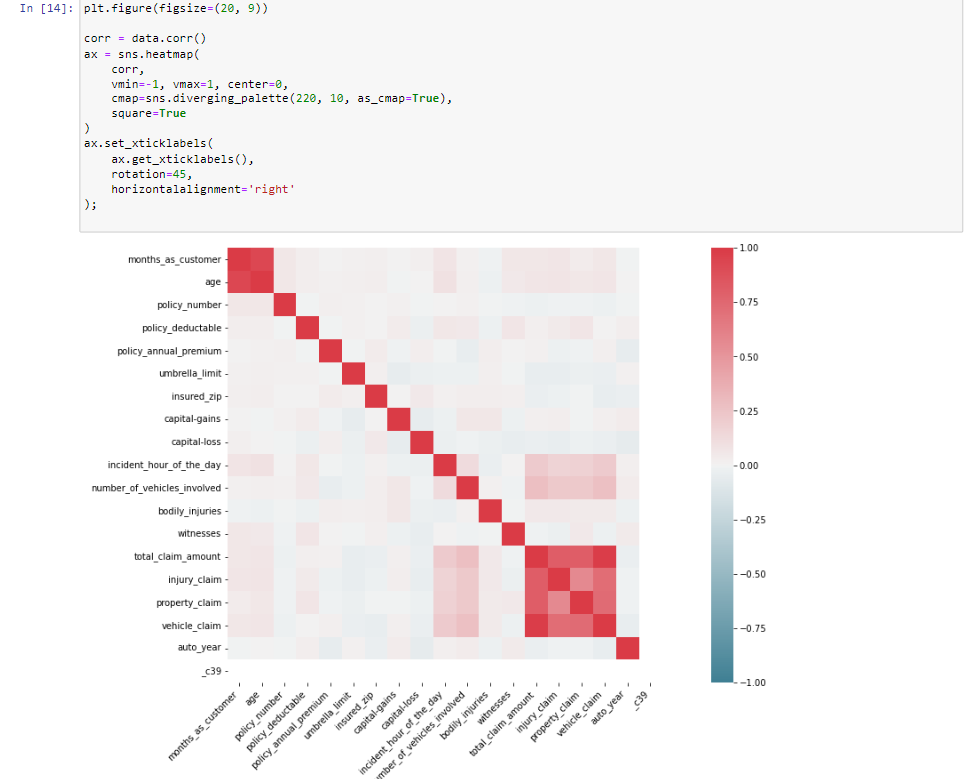 In [14]: plt.figure(figsize=(20, 9))
corr = data.corr()
ax = sns.heatmap(
    corr,
    vmin=-1, vmax=1, center=0,
    cmap=sns.diverging_palette(220, 10, as_cmap=True),
    square=True
)
ax.set_xticklabels(
    ax.get_xticklabels(),
    rotation=45,
    horizontalalignment='right'
);
months_as_customer
age
policy_number
policy_deductable
policy_annual_premium
umbrella_limit
insured_zip
capital-gains
capital-loss
incident_hour_of_the_day
number_of_vehicles_involved
bodily_injuries
witnesses
total_claim_amount
injury_claim
property_claim
vehicle_claim
auto_year
_c39
1.00
0.75
0.50
0.25
0.00
−0.25
−0.50
−0.75
−1.00
months_as_customer
age
policy_number
policy_deductable
policy_annual_premium
umbrella_limit
insured_zip
capital-gains
capital-loss
incident_hour_of_the_day
mber_of_vehicles_involved
bodily_injuries
witnesses
total_claim_amount
injury_claim
property_claim
vehicle_claim
auto_year
_c39